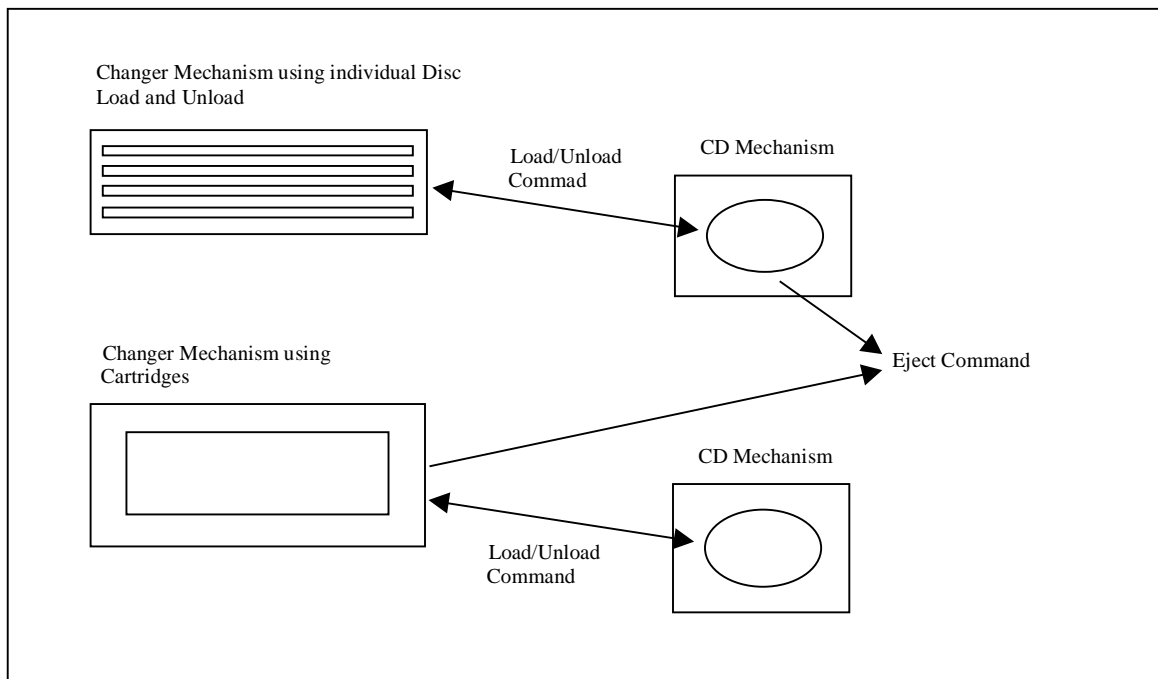 Changer Mechanism using individual Disc
Load and Unload
Load/Unload
Commad
CD Mechanism
Changer Mechanism using
Cartridges
Eject Command
CD Mechanism
Load/Unload
Command